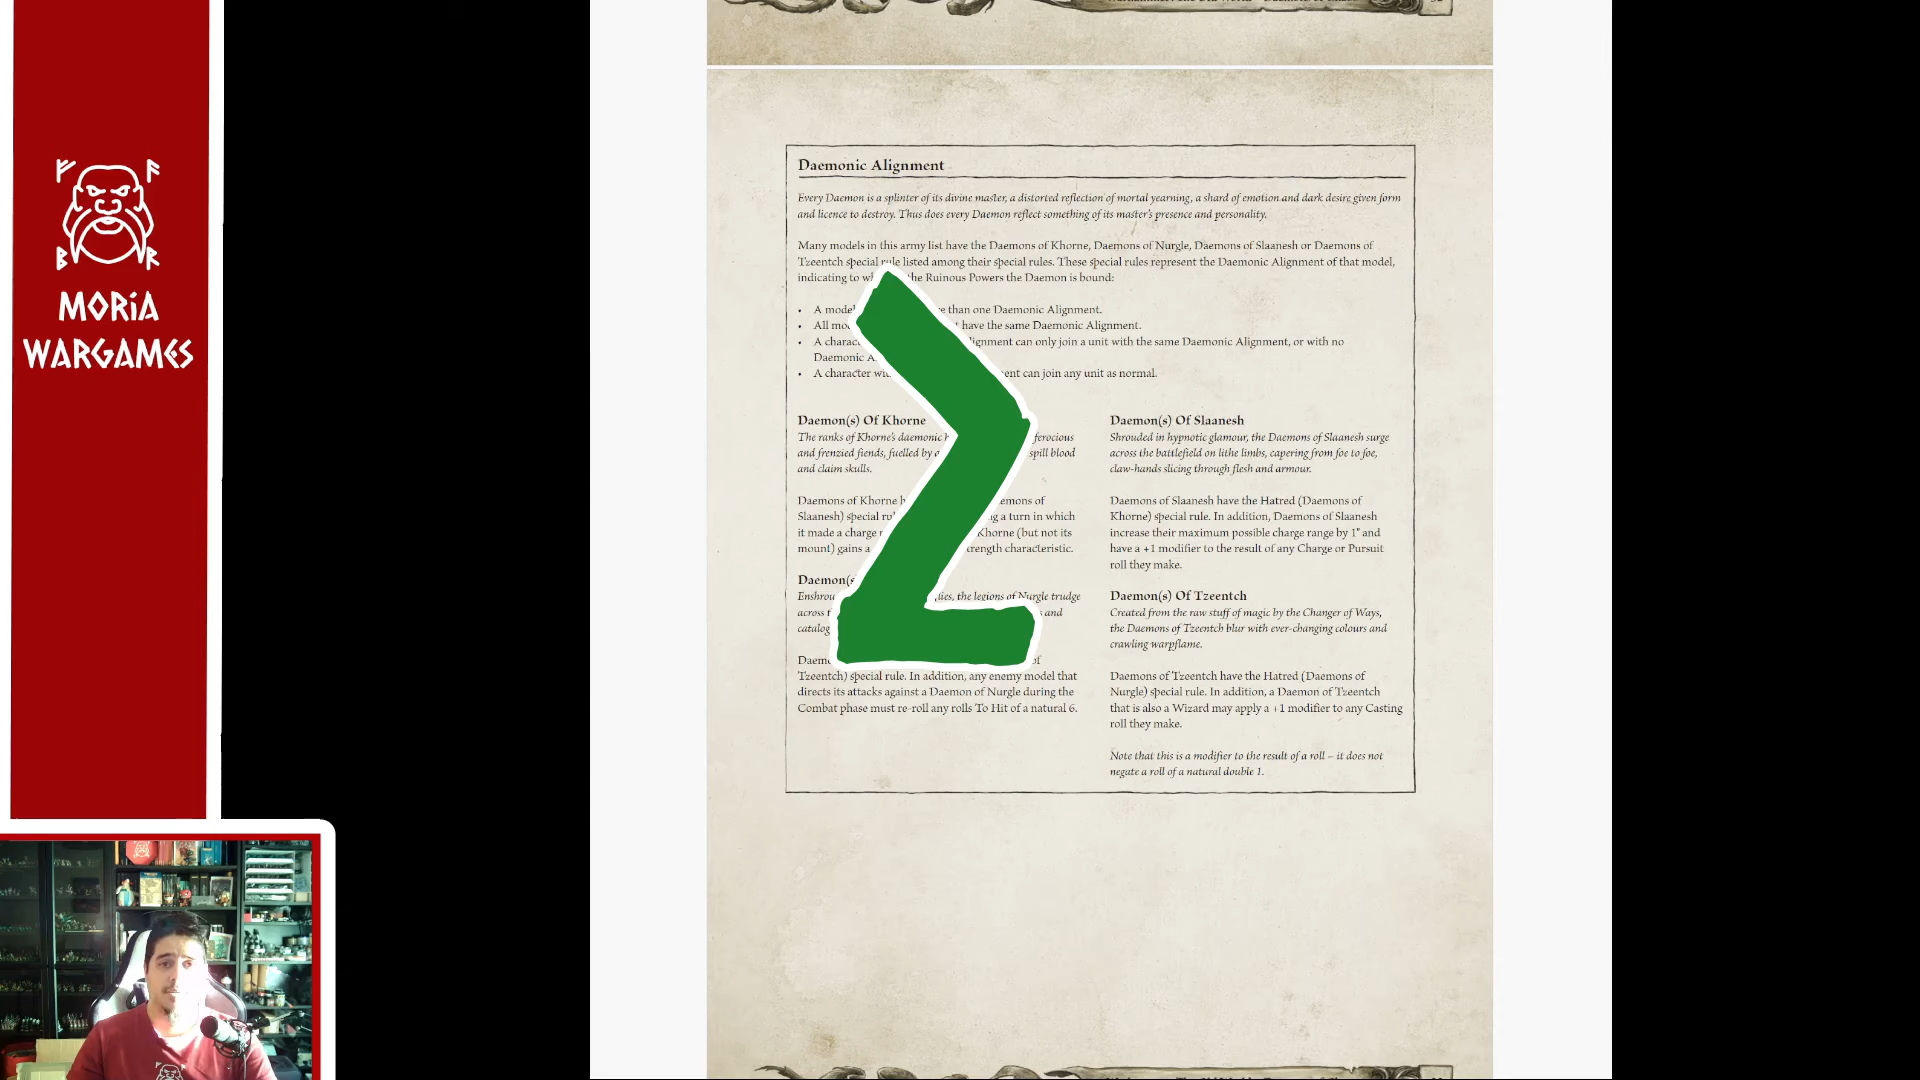 MORiA
WARGAMES
Daemonic Alignment
Every Daemon is a splinter of its divine master, a distorted reflection of mortal yearning, a shard of emotion and dark desire given form
and licence to destroy. Thus does every Daemon reflect something of its master's presence and personality.
Many models in this army list have the Daemons of Khorne, Daemons of Nurgle, Daemons of Slaanesh or Daemons of
Tzeentch special rule listed among their special rules. These special rules represent the Daemonic Alignment of that model,
indicating to the Ruinous Powers the Daemon is bound:
• A model than one Daemonic Alignment.
• All have the same Daemonic Alignment.
• A can only join a unit with the same Daemonic Alignment, or with no
Daemonic
• A character can join any unit as normal.
Daemon(s) Of Khorne
The ranks of Khorne's daemonic ferocious
and frenzied fiends, fuelled by spill blood
and claim skulls.
Daemons of Khorne of
Slaanesh) special a turn in which
it made a charge Khorne (but not its
mount) gains a characteristic.
Enshrou the legions of Nurgle trudge
across and
of
Tzeentch) special rule. In addition, any enemy model that
directs its attacks against a Daemon of Nurgle during the
Combat phase must re-roll any rolls To Hit of a natural 6.
Daemon(s) Of Slaanesh
Shrouded in hypnotic glamour, the Daemons of Slaanesh surge
across the battlefield on lithe limbs, capering from foe to foe,
claw-hands slicing through flesh and armour.
Daemons of Slaanesh have the Hatred (Daemons of
Khorne) special rule. In addition, Daemons of Slaanesh
increase their maximum possible charge range by 1" and
have a +1 modifier to the result of any Charge or Pursuit
roll they make.
Daemon(s) Of Tzeentch
Created from the raw stuff of magic by the Changer of Ways,
the Daemons of Tzeentch blur with ever-changing colours and
crawling warpflame.
Daemons of Tzeentch have the Hatred (Daemons of
Nurgle) special rule. In addition, a Daemon of Tzeentch
that is also a Wizard may apply a +1 modifier to any Casting
roll they make.
Note that this is a modifier to the result of a roll – it does not
negate a roll of a natural double 1.